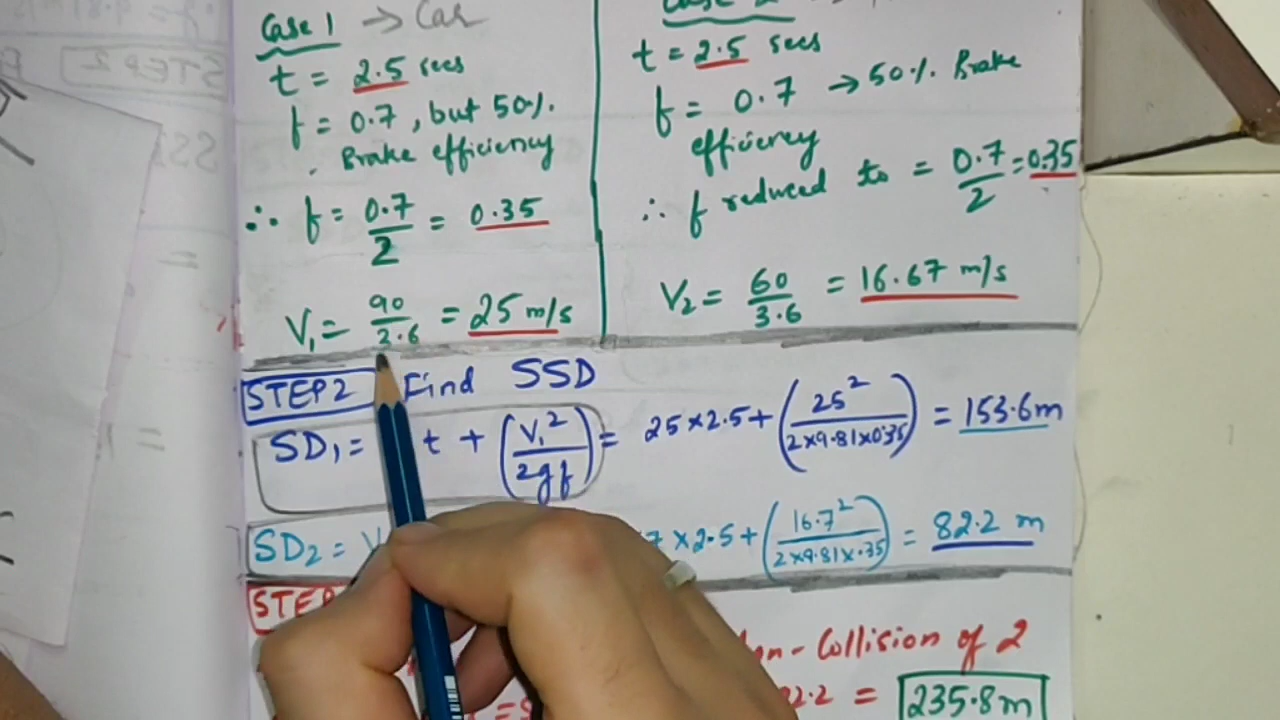 Case 1 → Car
t = 2.5 secs
f = 0.7, but 50%.
Brake efficiency
∴ f = 0.7/2 = 0.35
V₁ = 90/3.6 = 25 m/s
t = 2.5 secs
f = 0.7 → 50%. Brake
efficiency
∴ f reduced to = 0.7/2 = 0.35
V₂ = 60/3.6 = 16.67 m/s
STEP2 Find SSD
SD₁ = t + (V₁²/2gf) = 25×2.5+(25²/2×9.81×0.35) = 153.6m
SD₂ = V ×2.5+(16.7²/2×9.81×.35) = 82.2 m
Collision of 2
= 235.8m